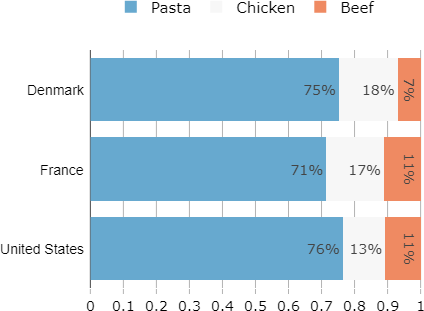 Pasta Chicken Beef
Denmark 75% 18% 7%
France 71% 17% 11%
United States 76% 13% 11%
0 0.1 0.2 0.3 0.4 0.5 0.6 0.7 0.8 0.9 1